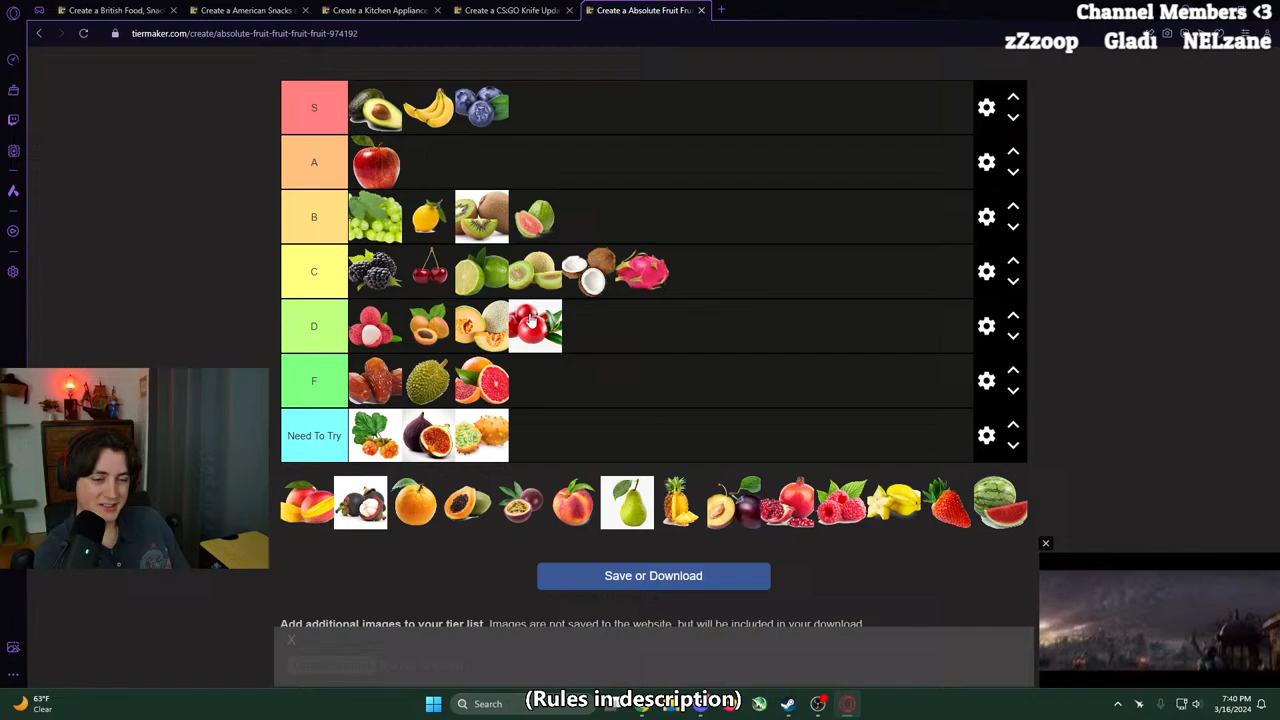 Create a British Food, Snac
Create a American Snacks a
Create a Kitchen Appliance
Create a CS:GO Knife Upda
Create a Absolute Fruit Fru
Channel Members <3
zZzoop Gladi NELzane
tiermaker.com/create/absolute-fruit-fruit-fruit-fruit-974192
S
A
B
C
D
F
Need To Try
Save or Download
Add additional images to your tier list. Images are not saved to the website, but will be included in your download.
X
63°F
Clear
Search
(Rules in description)
7:40 PM
3/16/2024